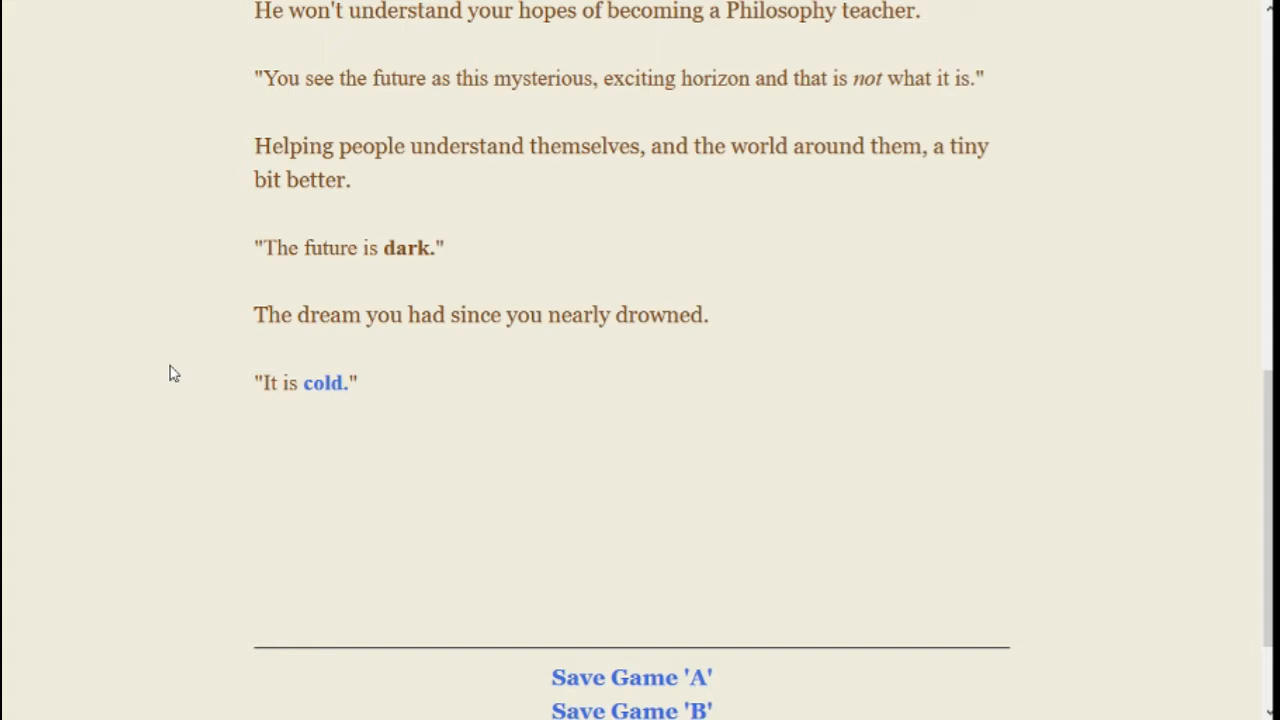 He won't understand your hopes of becoming a Philosophy teacher.
"You see the future as this mysterious, exciting horizon and that is not what it is."
Helping people understand themselves, and the world around them, a tiny
bit better.
"The future is dark."
The dream you had since you nearly drowned.
"It is cold."
Save Game 'A'
Save Game 'B'